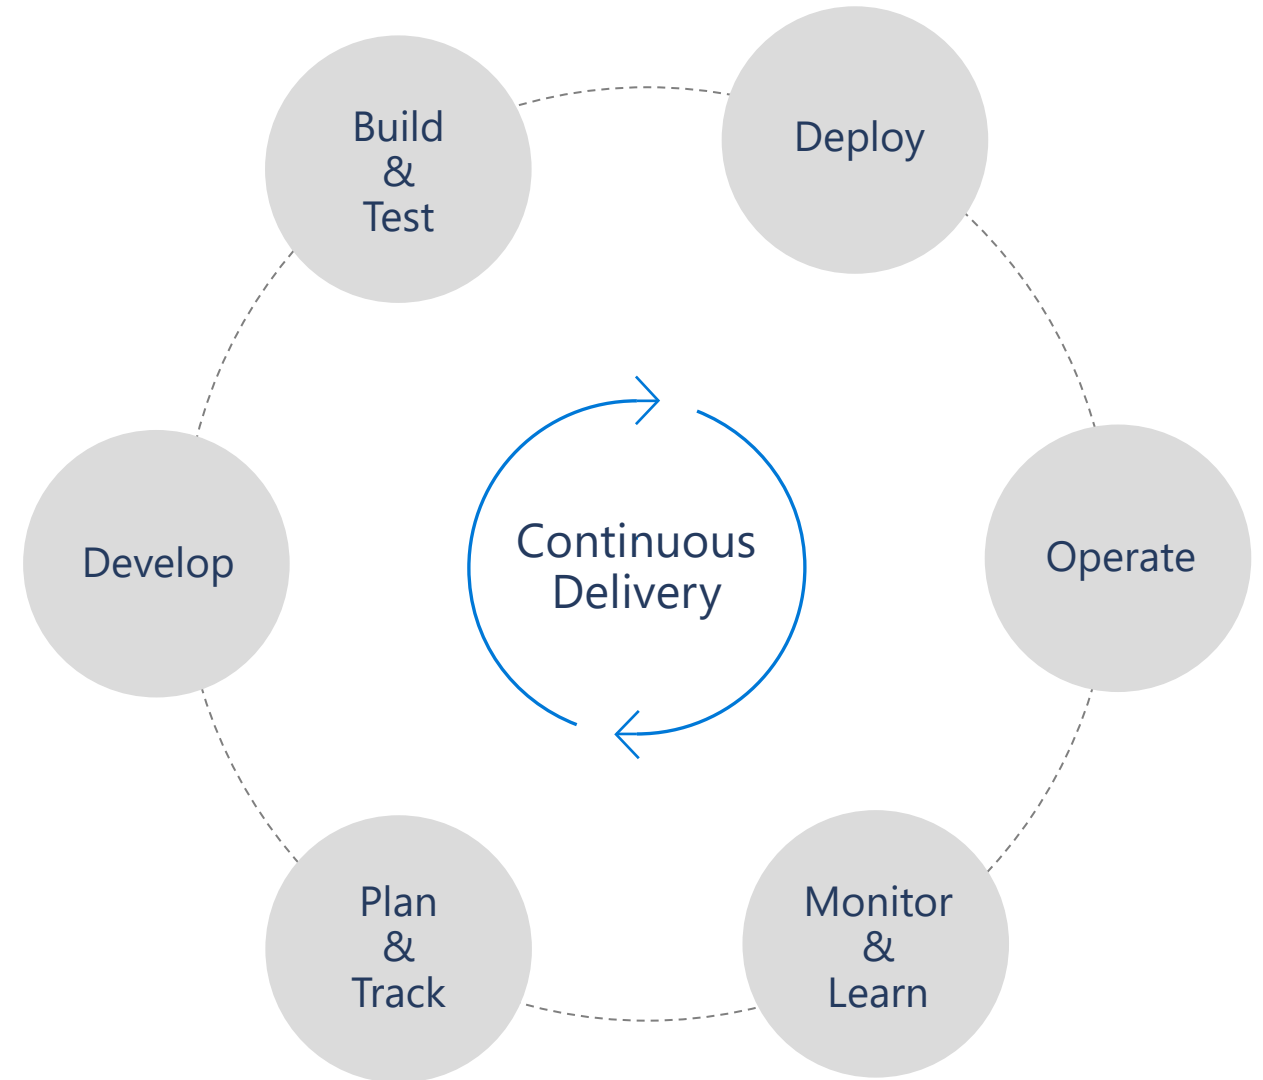 Build
&
Test
Deploy
Develop
Continuous
Delivery
Operate
Plan
&
Track
Monitor
&
Learn